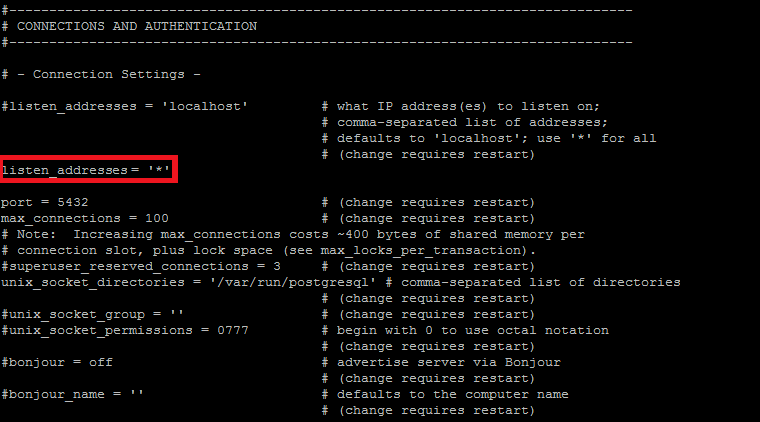 #------------------------------------------------------------------------------
# CONNECTIONS AND AUTHENTICATION
#------------------------------------------------------------------------------
# - Connection Settings -
#listen_addresses = 'localhost'         # what IP address(es) to listen on;
                                        # comma-separated list of addresses;
                                        # defaults to 'localhost'; use '*' for all
                                        # (change requires restart)
listen_addresses = '*'
port = 5432                             # (change requires restart)
max_connections = 100                   # (change requires restart)
# Note:  Increasing max_connections costs ~400 bytes of shared memory per
# connection slot, plus lock space (see max_locks_per_transaction).
#superuser_reserved_connections = 3     # (change requires restart)
unix_socket_directories = '/var/run/postgresql' # comma-separated list of directories
                                        # (change requires restart)
#unix_socket_group = ''                 # (change requires restart)
#unix_socket_permissions = 0777         # begin with 0 to use octal notation
                                        # (change requires restart)
#bonjour = off                          # advertise server via Bonjour
                                        # (change requires restart)
#bonjour_name = ''                      # defaults to the computer name
                                        # (change requires restart)